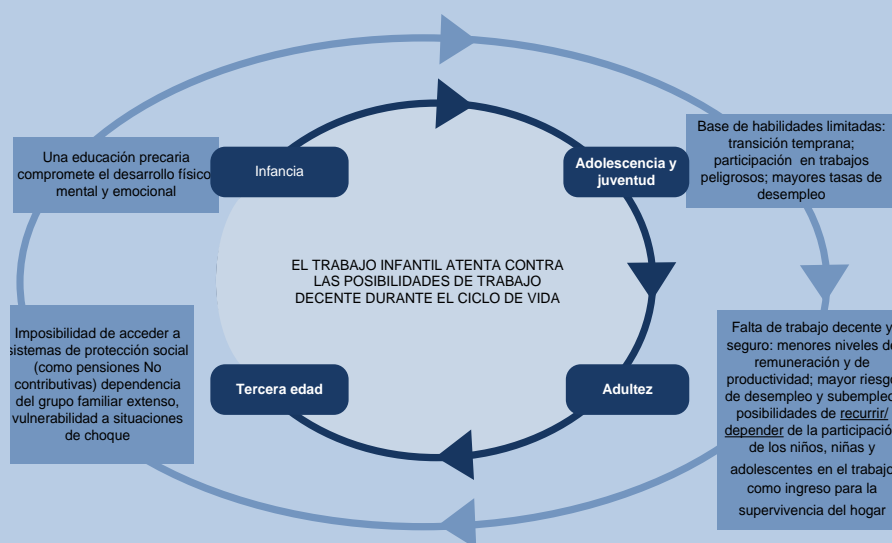 Una educación precaria
compromete el desarrollo físico
mental y emocional
Infancia
Adolescencia y
juventud
Base de habilidades limitadas:
transición temprana;
participación en trabajos
peligrosos; mayores tasas de
desempleo
EL TRABAJO INFANTIL ATENTA CONTRA
LAS POSIBILIDADES DE TRABAJO
DECENTE DURANTE EL CICLO DE VIDA
Imposibilidad de acceder a
sistemas de protección social
(como pensiones No
contributivas) dependencia
del grupo familiar extenso,
vulnerabilidad a situaciones
de choque
Tercera edad
Adultez
Falta de trabajo decente y
seguro: menores niveles de
remuneración y de
productividad; mayor riesgo
de desempleo y subempleo
posibilidades de recurrir/
depender de la participación
de los niños, niñas y
adolescentes en el trabajo
como ingreso para la
supervivencia del hogar